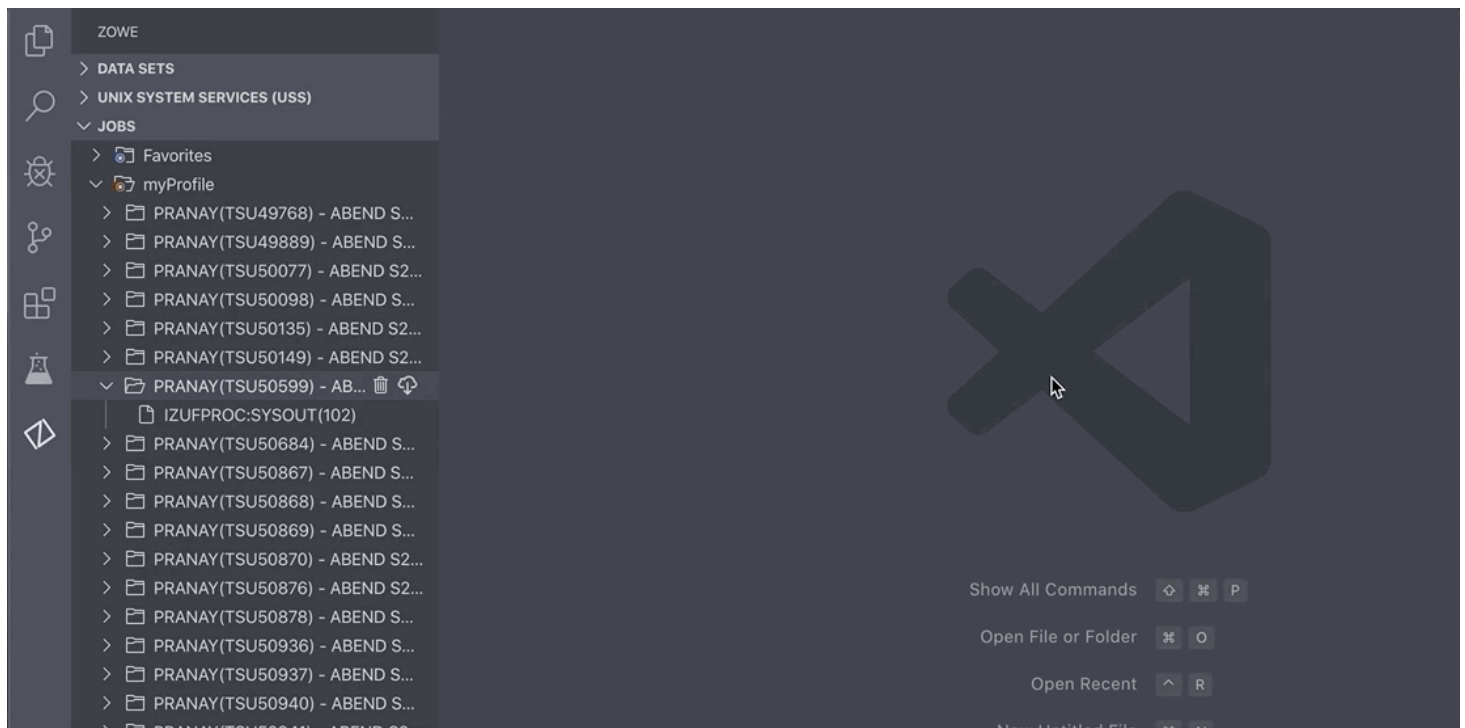 ZOWE
DATA SETS
UNIX SYSTEM SERVICES (USS)
JOBS
Favorites
myProfile
PRANAY(TSU49768) - ABEND S...
PRANAY(TSU49889) - ABEND S...
PRANAY(TSU50077) - ABEND S2...
PRANAY(TSU50098) - ABEND S...
PRANAY(TSU50135) - ABEND S2...
PRANAY(TSU50149) - ABEND S2...
PRANAY(TSU50599) - AB...
IZUFPROC:SYSOUT(102)
PRANAY(TSU50684) - ABEND S...
PRANAY(TSU50867) - ABEND S...
PRANAY(TSU50868) - ABEND S...
PRANAY(TSU50869) - ABEND S...
PRANAY(TSU50870) - ABEND S2...
PRANAY(TSU50876) - ABEND S2...
PRANAY(TSU50878) - ABEND S...
PRANAY(TSU50936) - ABEND S...
PRANAY(TSU50937) - ABEND S...
PRANAY(TSU50940) - ABEND S...
Show All Commands ⇧ ⌘ P
Open File or Folder ⌘ O
Open Recent ^ R
New Untitled File